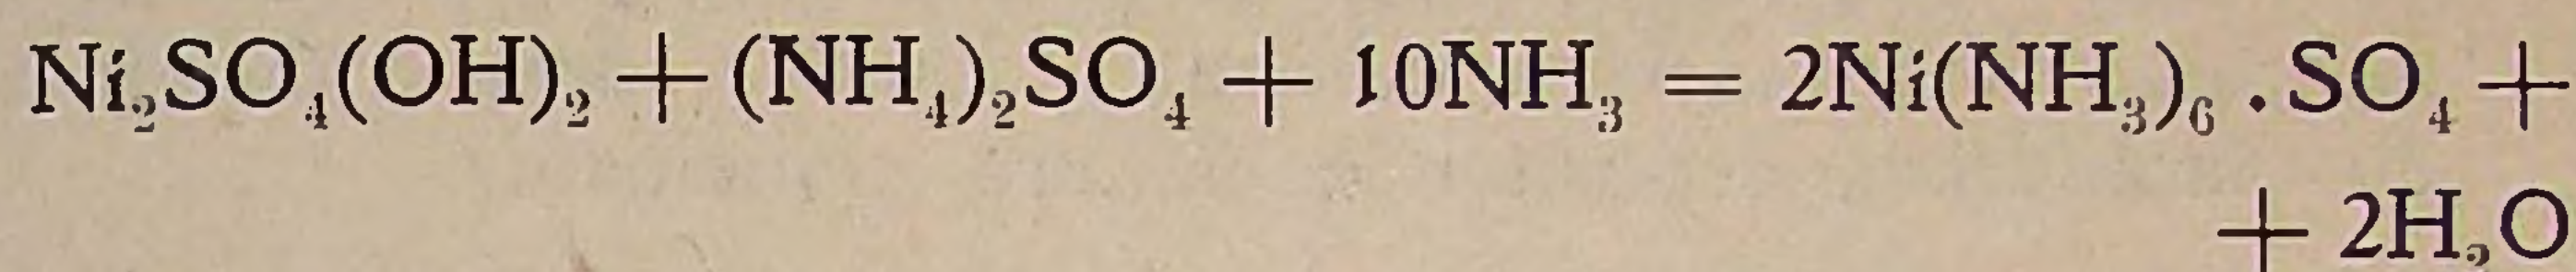 Ni₂SO₄(OH)₂ + (NH₄)₂SO₄ + 10NH₃ = 2Ni(NH₃)₆ . SO₄ +
+ 2H₂O